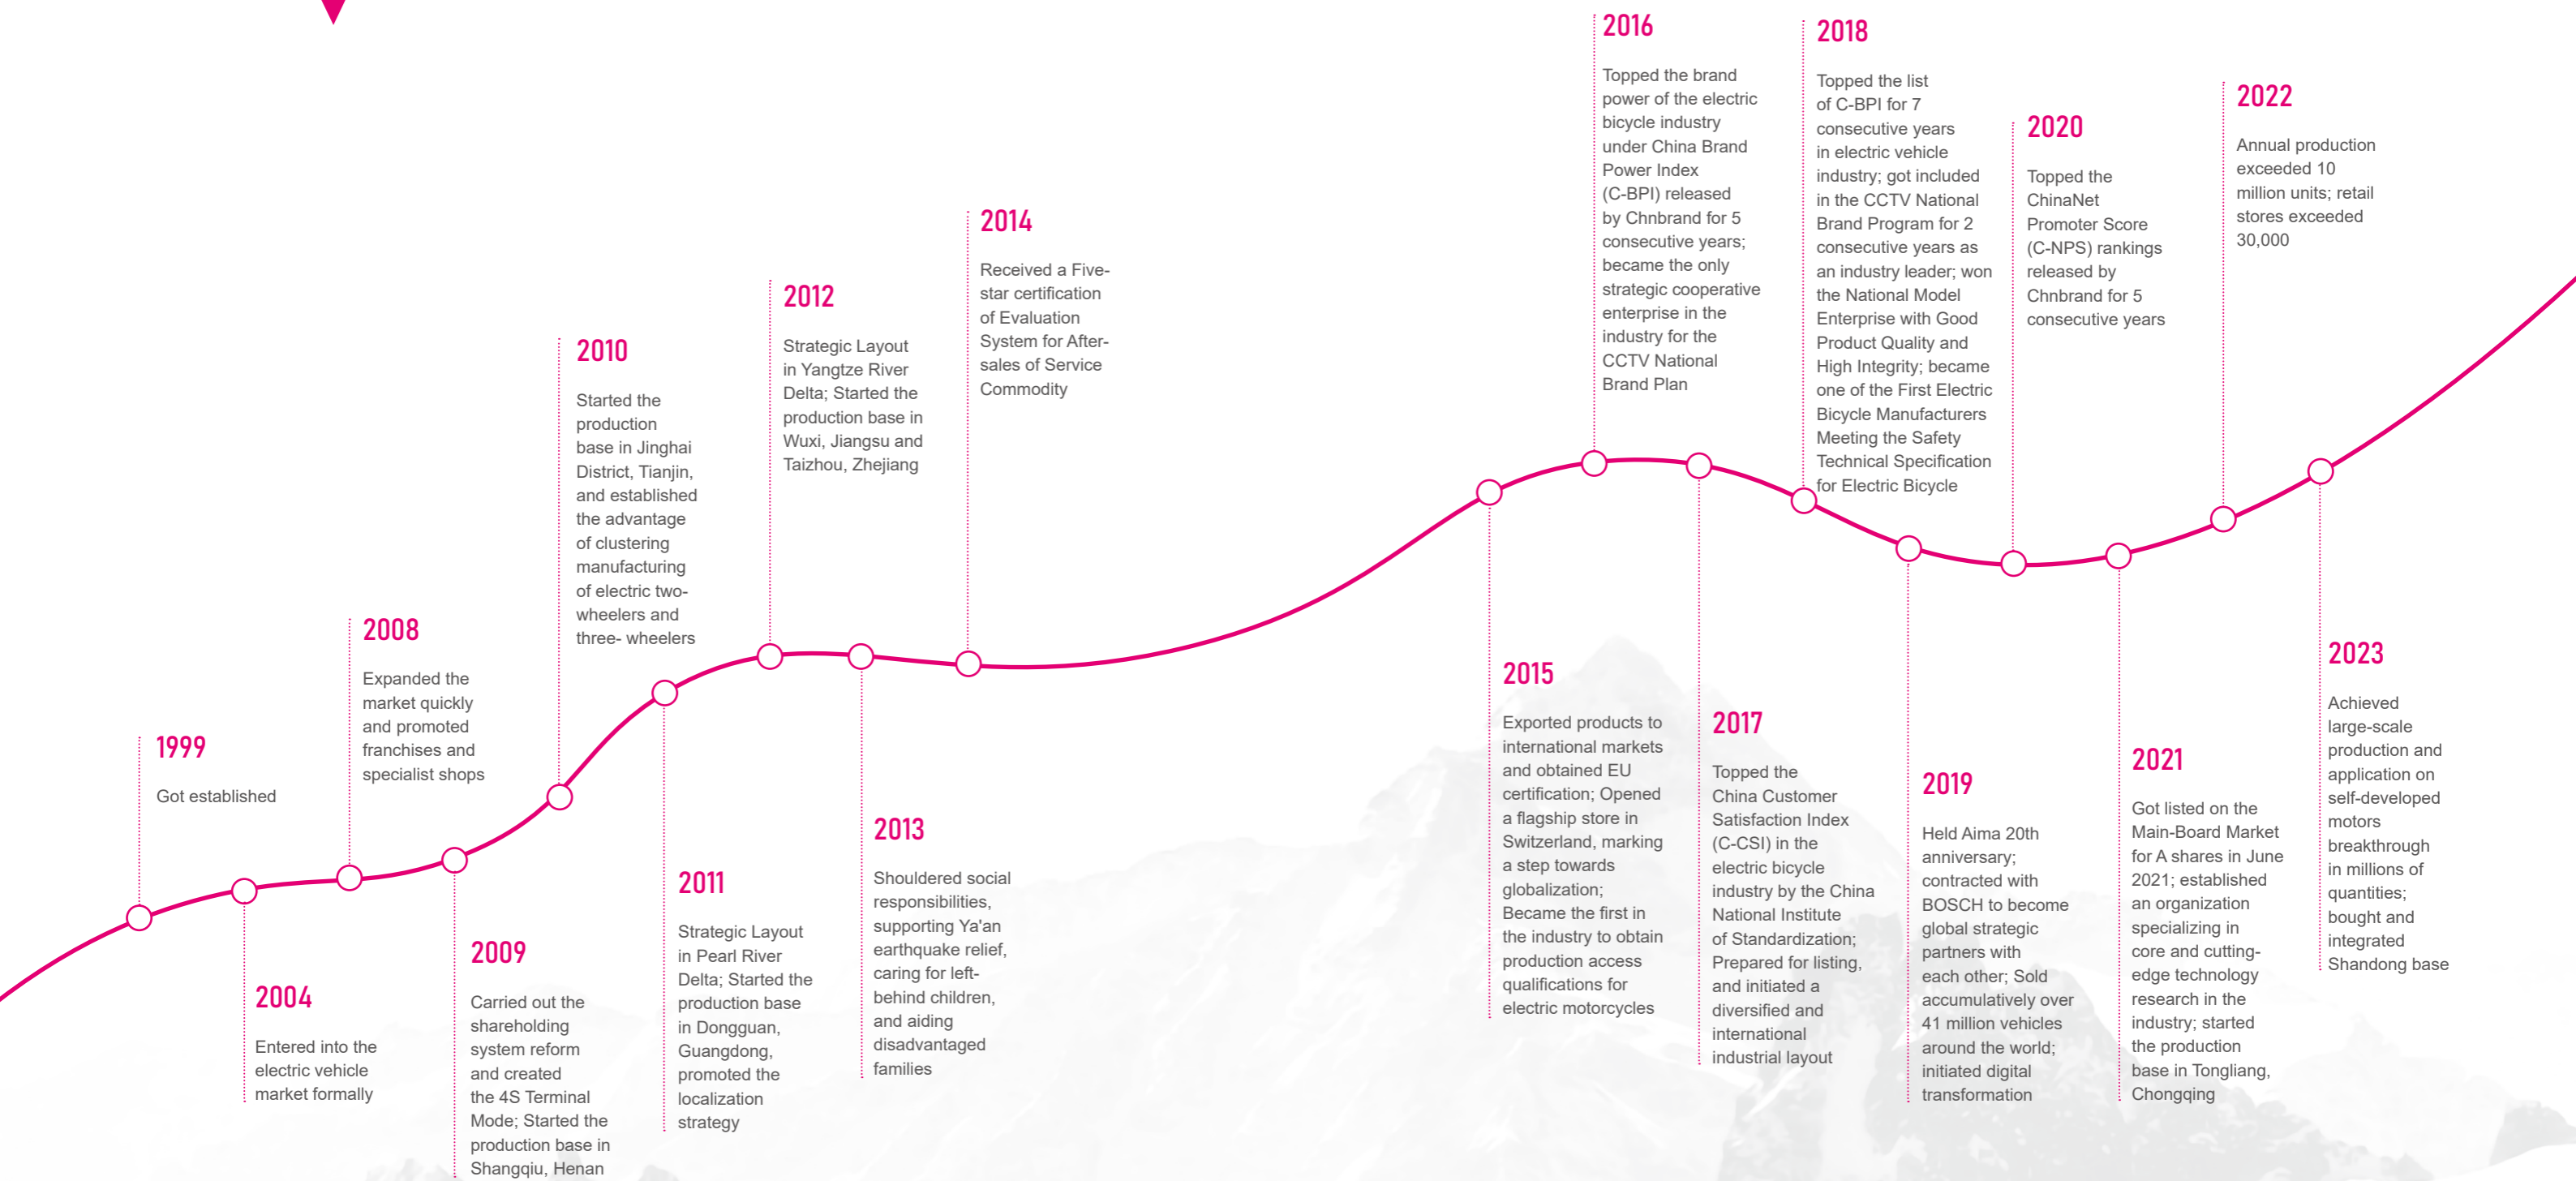 1999
Got established
2004
Entered into the
electric vehicle
market formally
2008
Expanded the
market quickly
and promoted
franchises and
specialist shops
2009
Carried out the
shareholding
system reform
and created
the 4S Terminal
Mode; Started the
production base in
Shangqiu, Henan
2010
Started the
production
base in Jinghai
District, Tianjin,
and established
the advantage
of clustering
manufacturing
of electric two-
wheelers and
three- wheelers
2011
Strategic Layout
in Pearl River
Delta; Started the
production base
in Dongguan,
Guangdong,
promoted the
localization
strategy
2012
Strategic Layout
in Yangtze River
Delta; Started the
production base in
Wuxi, Jiangsu and
Taizhou, Zhejiang
2013
Shouldered social
responsibilities,
supporting Ya'an
earthquake relief,
caring for left-
behind children,
and aiding
disadvantaged
families
2014
Received a Five-
star certification
of Evaluation
System for After-
sales of Service
Commodity
2015
Exported products to
international markets
and obtained EU
certification; Opened
a flagship store in
Switzerland, marking
a step towards
globalization;
Became the first in
the industry to obtain
production access
qualifications for
electric motorcycles
2016
Topped the brand
power of the electric
bicycle industry
under China Brand
Power Index
(C-BPI) released
by Chnbrand for 5
consecutive years;
became the only
strategic cooperative
enterprise in the
industry for the
CCTV National
Brand Plan
2017
Topped the
China Customer
Satisfaction Index
(C-CSI) in the
electric bicycle
industry by the China
National Institute
of Standardization;
Prepared for listing,
and initiated a
diversified and
international
industrial layout
2018
Topped the list
of C-BPI for 7
consecutive years
in electric vehicle
industry; got included
in the CCTV National
Brand Program for 2
consecutive years as
an industry leader; won
the National Model
Enterprise with Good
Product Quality and
High Integrity; became
one of the First Electric
Bicycle Manufacturers
Meeting the Safety
Technical Specification
for Electric Bicycle
2019
Held Aima 20th
anniversary;
contracted with
BOSCH to become
global strategic
partners with
each other; Sold
accumulatively over
41 million vehicles
around the world;
initiated digital
transformation
2020
Topped the
ChinaNet
Promoter Score
(C-NPS) rankings
released by
Chnbrand for 5
consecutive years
2021
Got listed on the
Main-Board Market
for A shares in June
2021; established
an organization
specializing in
core and cutting-
edge technology
research in the
industry; started
the production
base in Tongliang,
Chongqing
2022
Annual production
exceeded 10
million units; retail
stores exceeded
30,000
2023
Achieved
large-scale
production and
application on
self-developed
motors
breakthrough
in millions of
quantities;
bought and
integrated
Shandong base